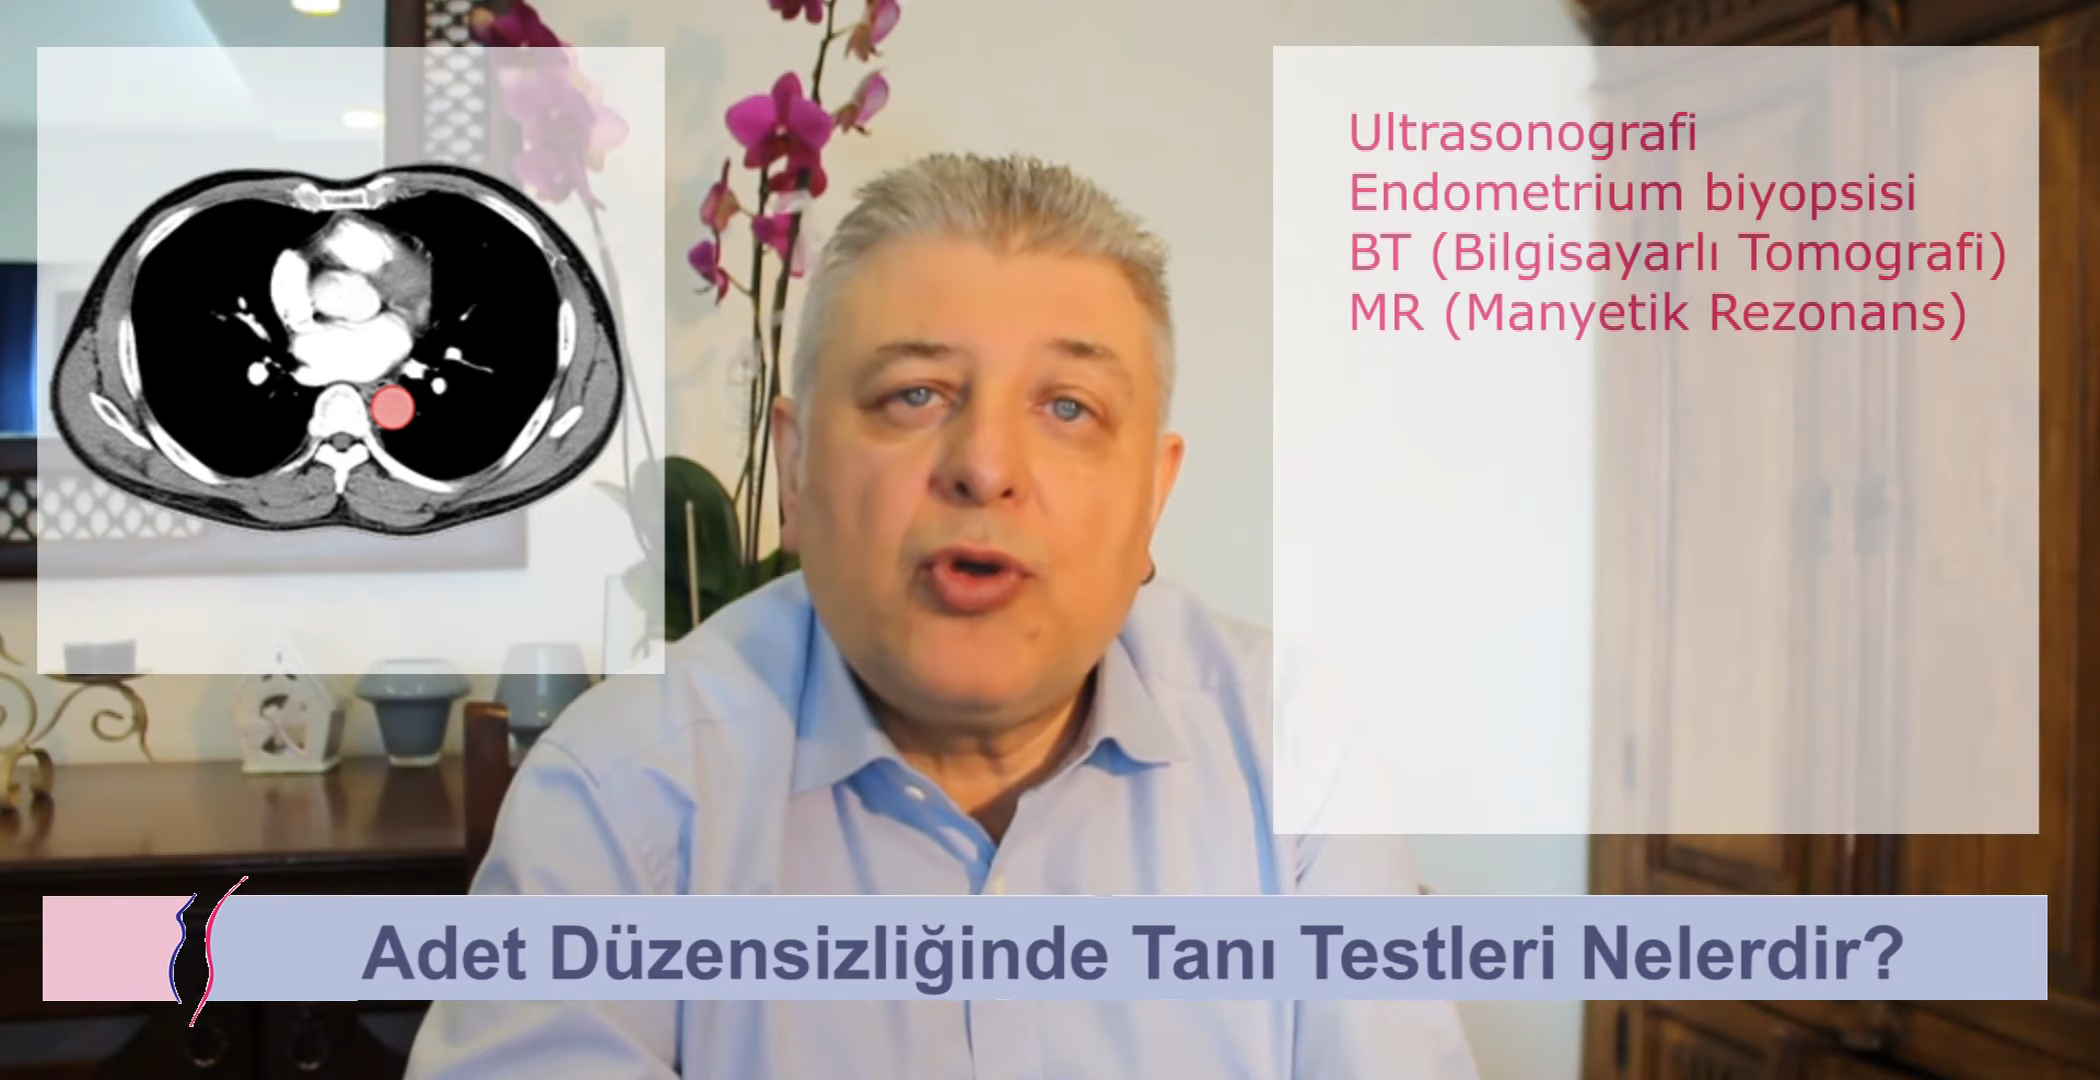 Ultrasonografi
Endometrium biyopsisi
BT (Bilgisayarlı Tomografi)
MR (Manyetik Rezonans)
Adet Düzensizliğinde Tanı Testleri Nelerdir?